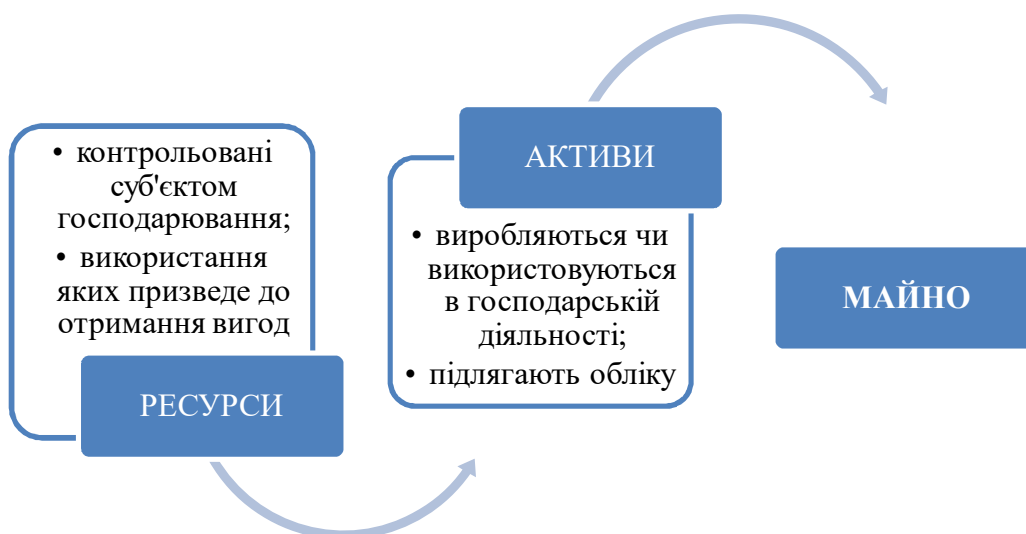 • контрольовані
суб'єктом
господарювання;
• використання
яких призведе до
отримання вигод
РЕСУРСИ
АКТИВИ
• виробляються чи
використовуються
в господарській
діяльності;
• підлягають обліку
МАЙНО